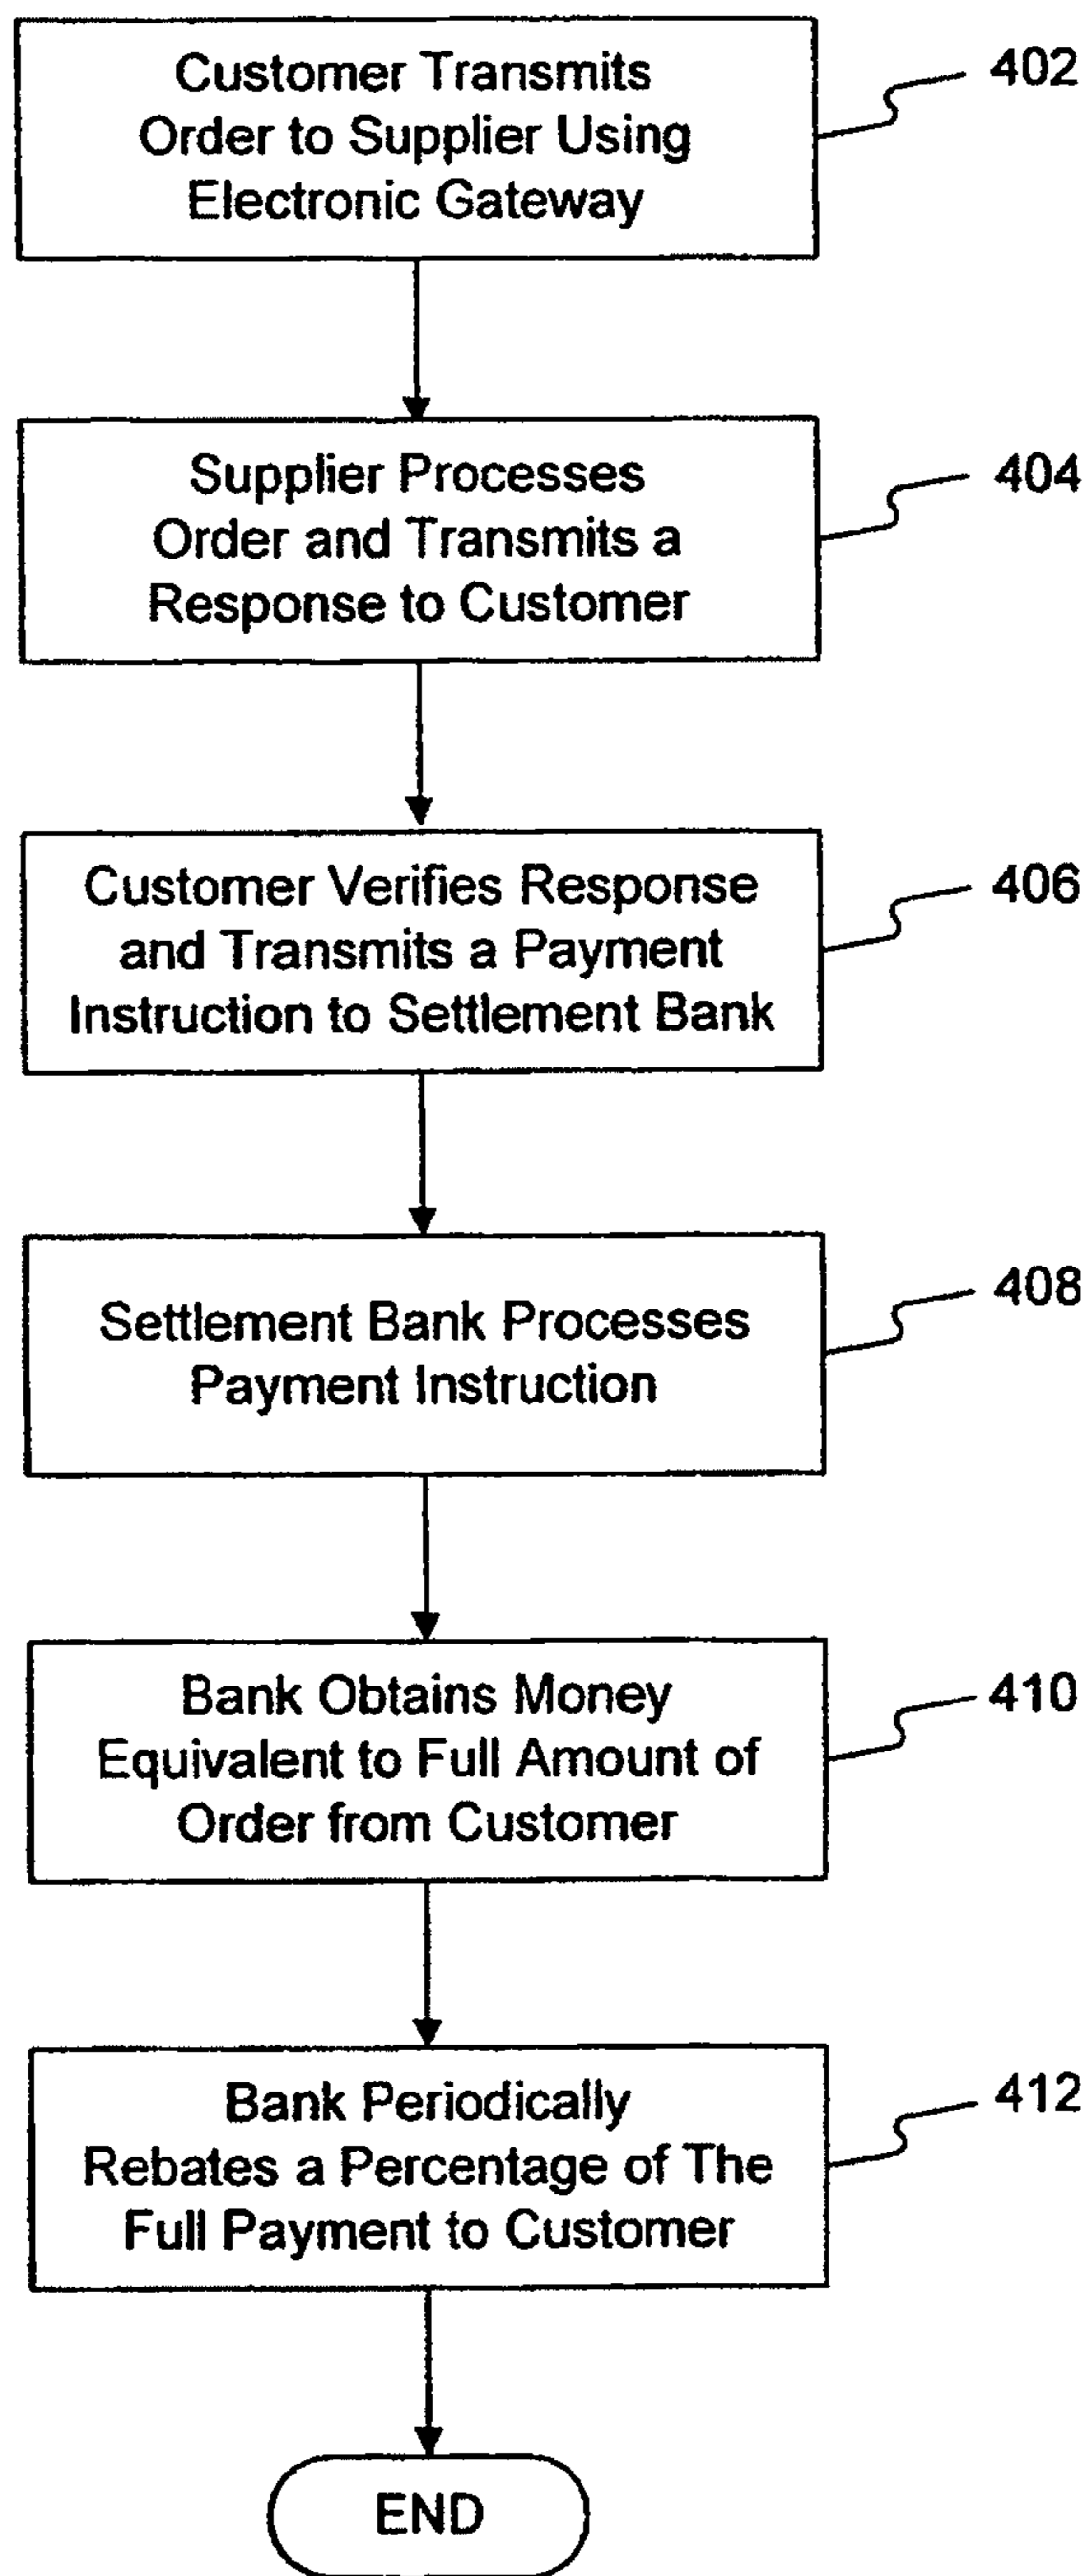 Customer Transmits
Order to Supplier Using
Electronic Gateway
402
Supplier Processes
Order and Transmits a
Response to Customer
404
Customer Verifies Response
and Transmits a Payment
Instruction to Settlement Bank
406
Settlement Bank Processes
Payment Instruction
408
Bank Obtains Money
Equivalent to Full Amount of
Order from Customer
410
Bank Periodically
Rebates a Percentage of The
Full Payment to Customer
412
END